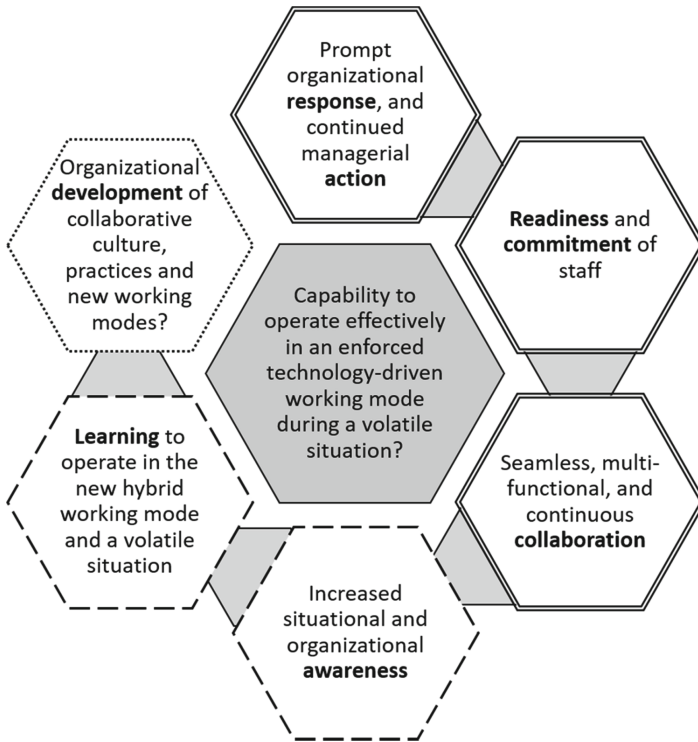 Prompt
organizational
response, and
continued
managerial
action
Organizational
development of
collaborative
culture,
practices and
new working
modes?
Readiness and
commitment of
staff
Capability to
operate effectively
in an enforced
technology-driven
working mode
during a volatile
situation?
Learning to
operate in the
new hybrid
working mode
and a volatile
situation
Seamless, multi-
functional, and
continuous
collaboration
Increased
situational and
organizational
awareness